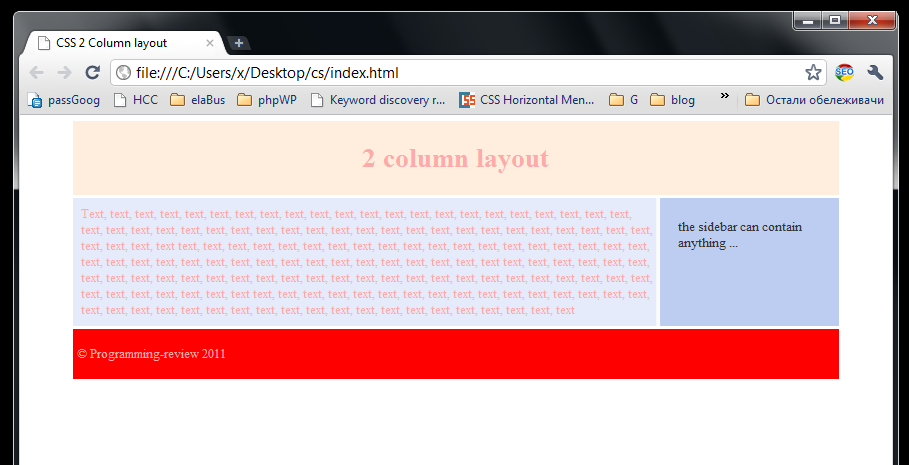 CSS 2 Column layout
file:///C:/Users/x/Desktop/cs/index.html
SEO
passGoog HCC elaBus phpWP Keyword discovery r... CSS Horizontal Men... G blog » Остали обележивачи
2 column layout
Text, text, text, text, text, text, text, text, text, text, text, text, text, text, text, text, text, text, text, text, text, text,
text, text, text, text, text, text, text, text, text, text, text, text, text, text, text, text, text, text, text, text, text, text, text,
text, text, text, text text, text, text, text, text, text, text, text, text, text, text, text, text, text, text, text, text, text, text,
text, text, text, text, text, text, text, text, text, text, text, text, text, text, text, text, text text, text, text, text, text, text,
text, text, text, text, text, text, text, text, text, text, text, text, text, text, text, text, text, text, text, text, text, text, text,
text, text, text, text, text, text, text text, text, text, text, text, text, text, text, text, text, text, text, text, text, text, text,
text, text, text, text, text, text, text, text, text, text, text, text, text, text, text, text, text, text, text, text
the sidebar can contain
anything ...
© Programming-review 2011